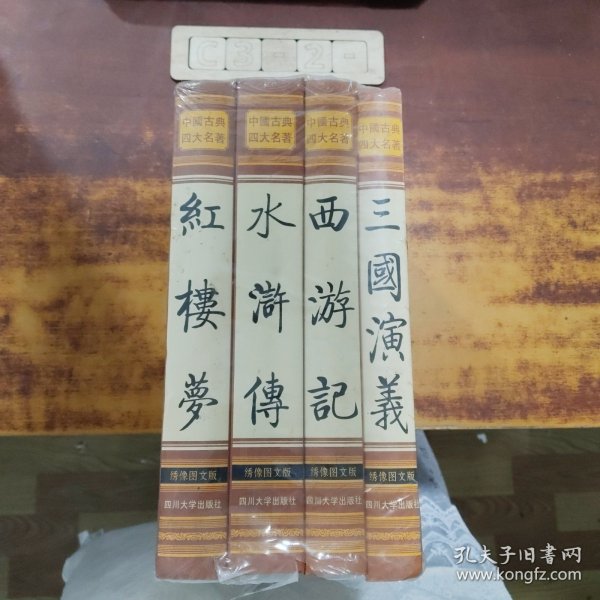 C3-2-
中國古典
四大名著
紅樓夢
绣像图文版
四川大学出版社
中國古典
四大名著
水滸傳
绣像图文版
四川大学出版社
中國古典
四大名著
西游記
绣像图文版
四川大学出版社
中國古典
四大名著
三國演義
绣像图文版
四川大学出版社
孔夫子旧书网
www.kongfz.com